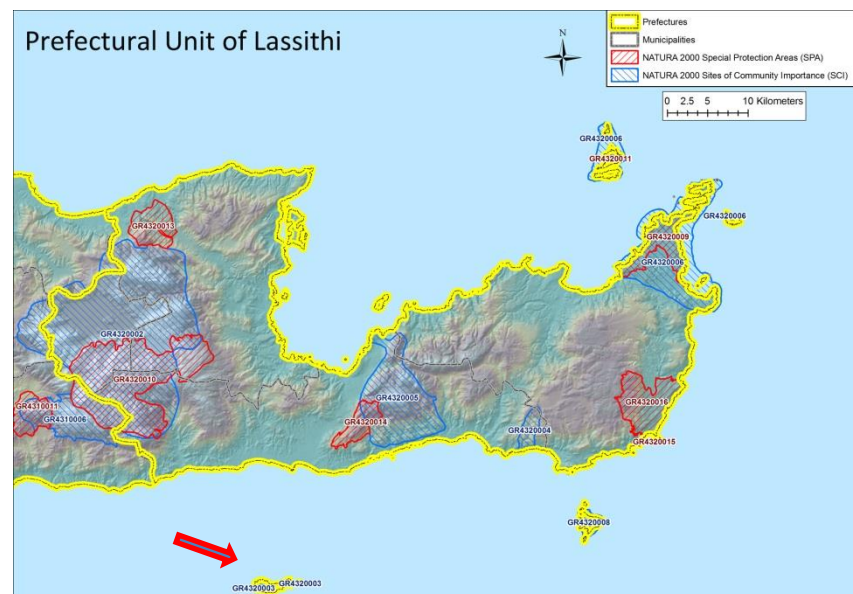 Prefectural Unit of Lassithi
N
Prefectures
Municipalities
NATURA 2000 Special Protection Areas (SPA)
NATURA 2000 Sites of Community Importance (SCI)
0 2.5 5 10 Kilometers
GR4320006
GR4320011
GR4320013
GR4320006
GR4320009
GR4320006
GR4320002
GR4320010
GR4310011
GR4310006
GR4320005
GR4320014
GR4320004
GR4320016
GR4320015
GR4320008
GR4320003
GR4320003